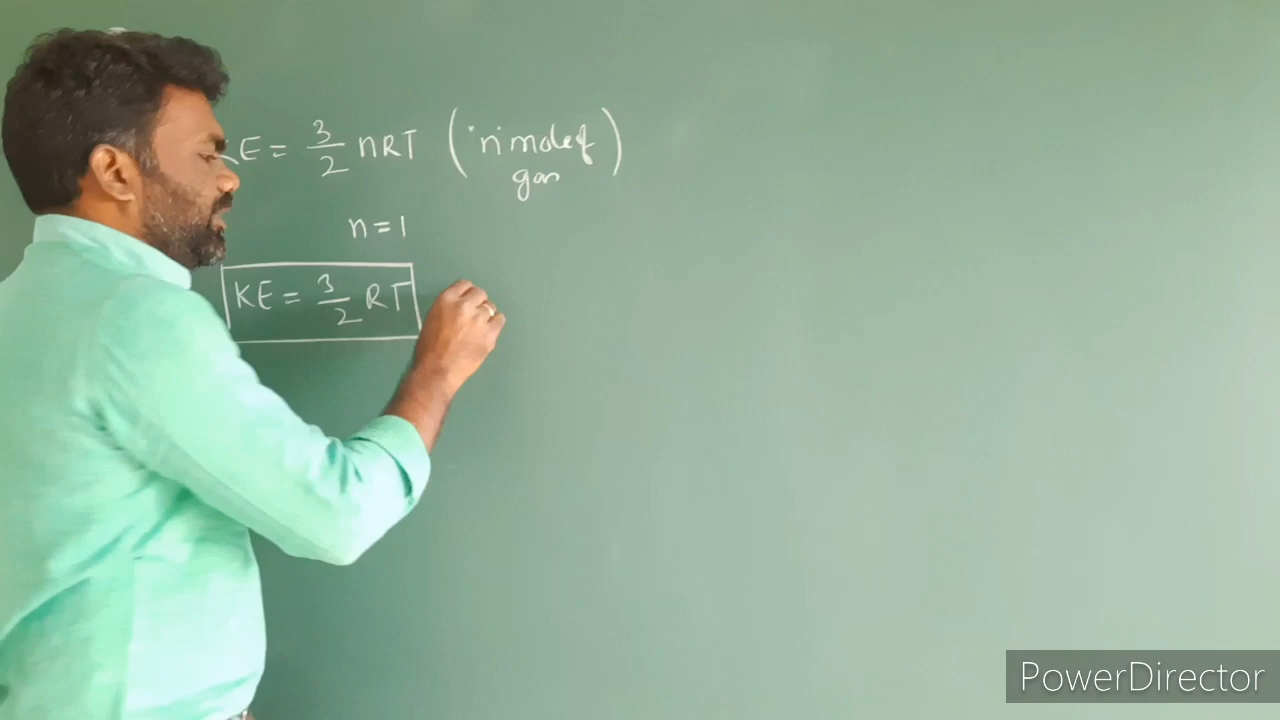 KE = 3/2 nRT ('n' mole of
gas)
n = 1
KE = 3/2 RT
PowerDirector